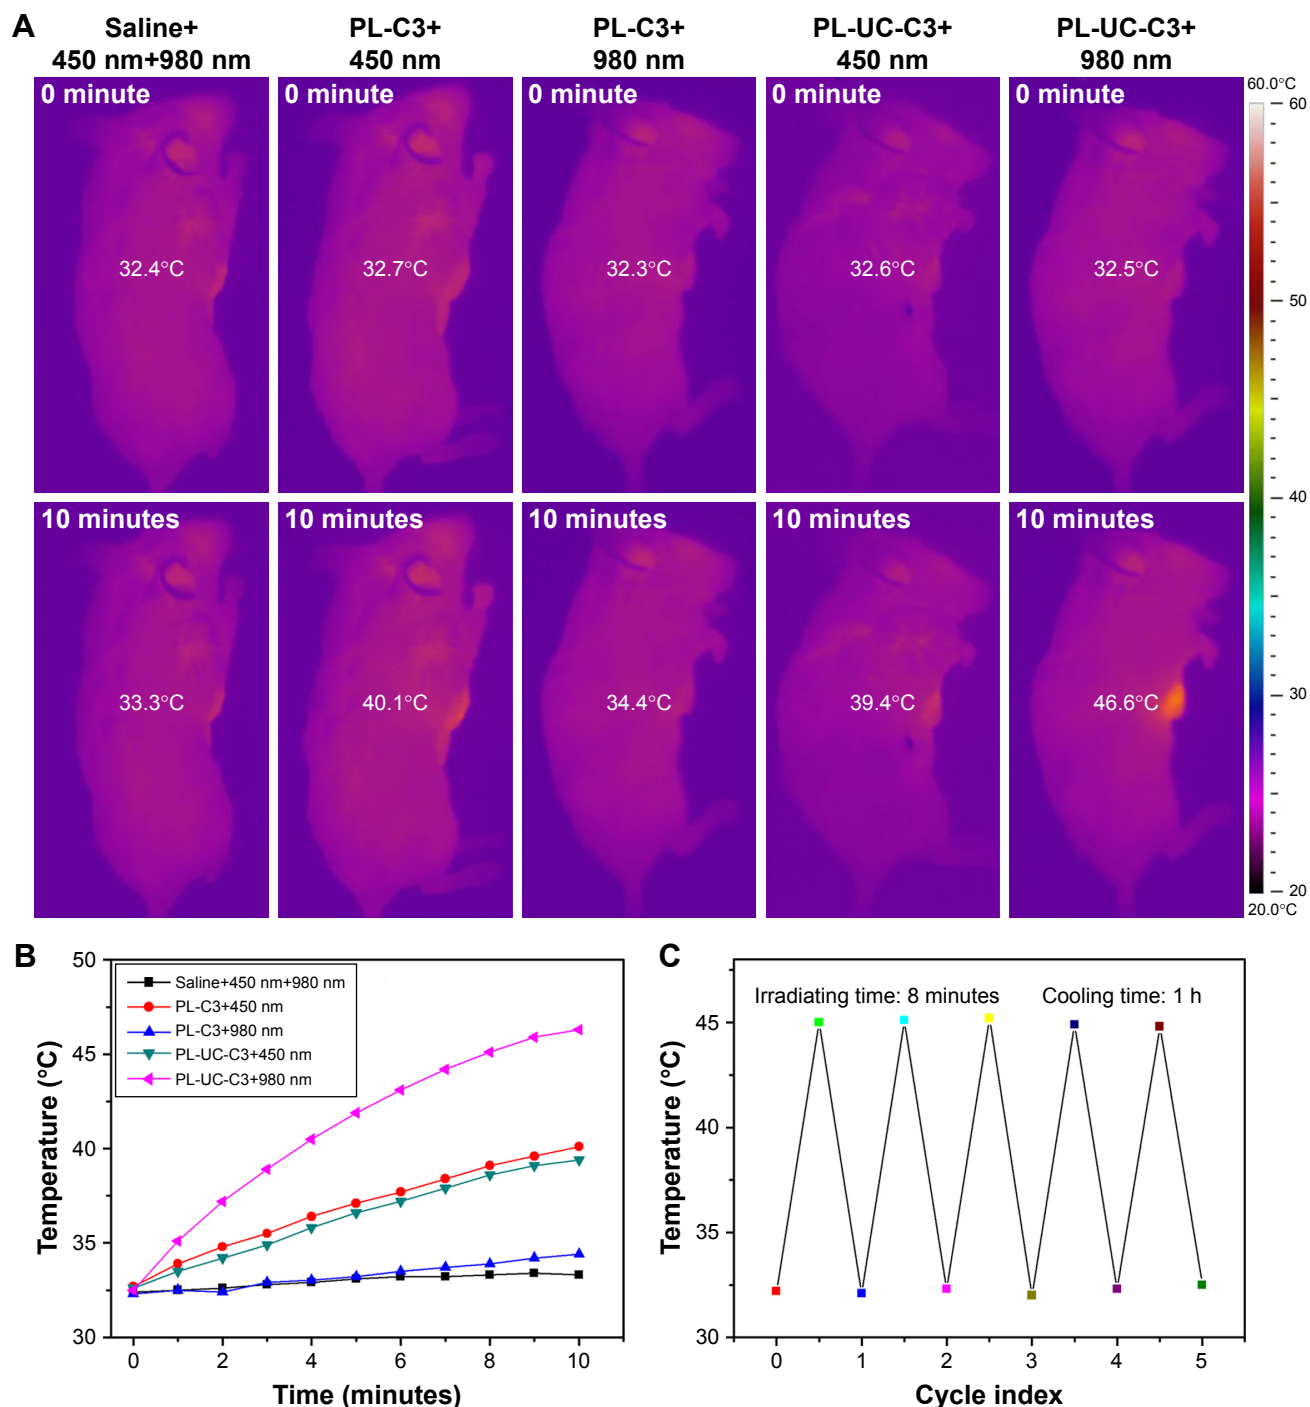 A
Saline+
450 nm+980 nm
PL-C3+
450 nm
PL-C3+
980 nm
PL-UC-C3+
450 nm
PL-UC-C3+
980 nm
0 minute
0 minute
0 minute
0 minute
0 minute
60.0°C
60
50
40
30
20
20.0°C
32.4°C
32.7°C
32.3°C
32.6°C
32.5°C
10 minutes
10 minutes
10 minutes
10 minutes
10 minutes
33.3°C
40.1°C
34.4°C
39.4°C
46.6°C
B
Temperature (°C)
50
45
40
35
30
Saline+450 nm+980 nm
PL-C3+450 nm
PL-C3+980 nm
PL-UC-C3+450 nm
PL-UC-C3+980 nm
0 2 4 6 8 10
Time (minutes)
C
Temperature (°C)
45
40
35
30
Irradiating time: 8 minutes
Cooling time: 1 h
0 1 2 3 4 5
Cycle index